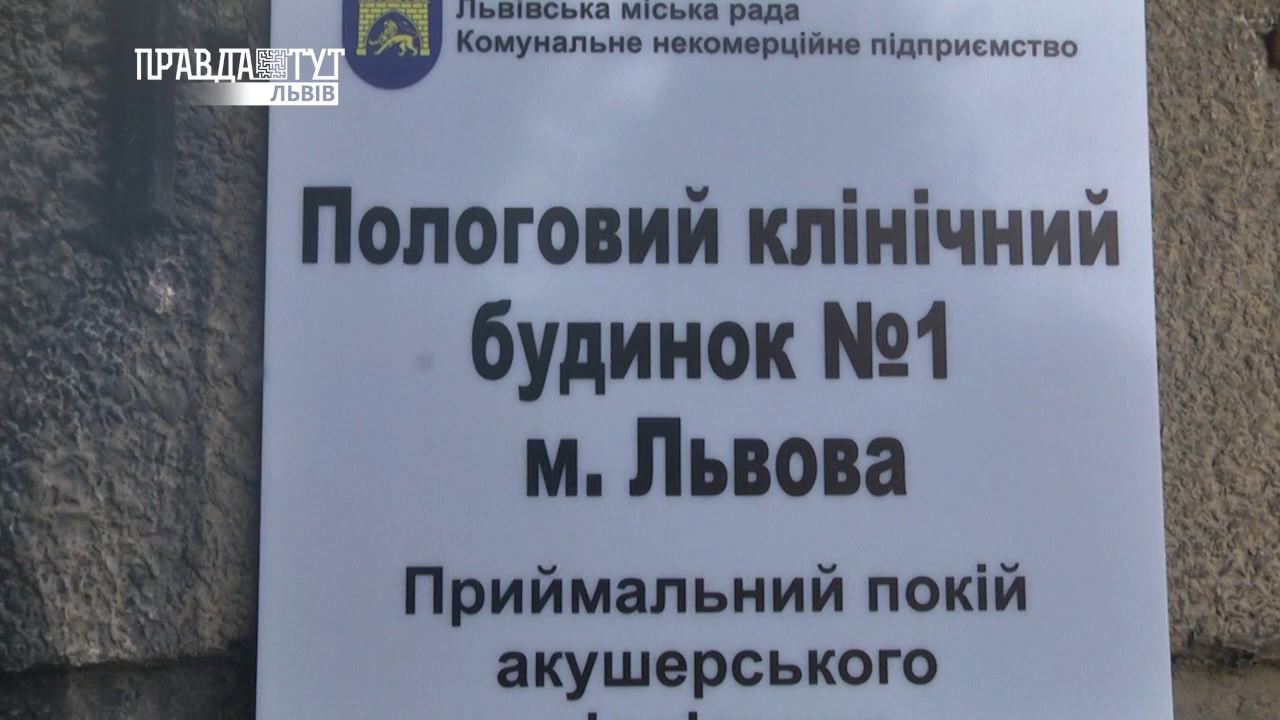 Львівська міська рада
Комунальне некомерційне підприємство
ПРАВДА ТУТ
ЛЬВІВ
Пологовий клінічний
будинок №1
м. Львова
Приймальний покій
акушерського